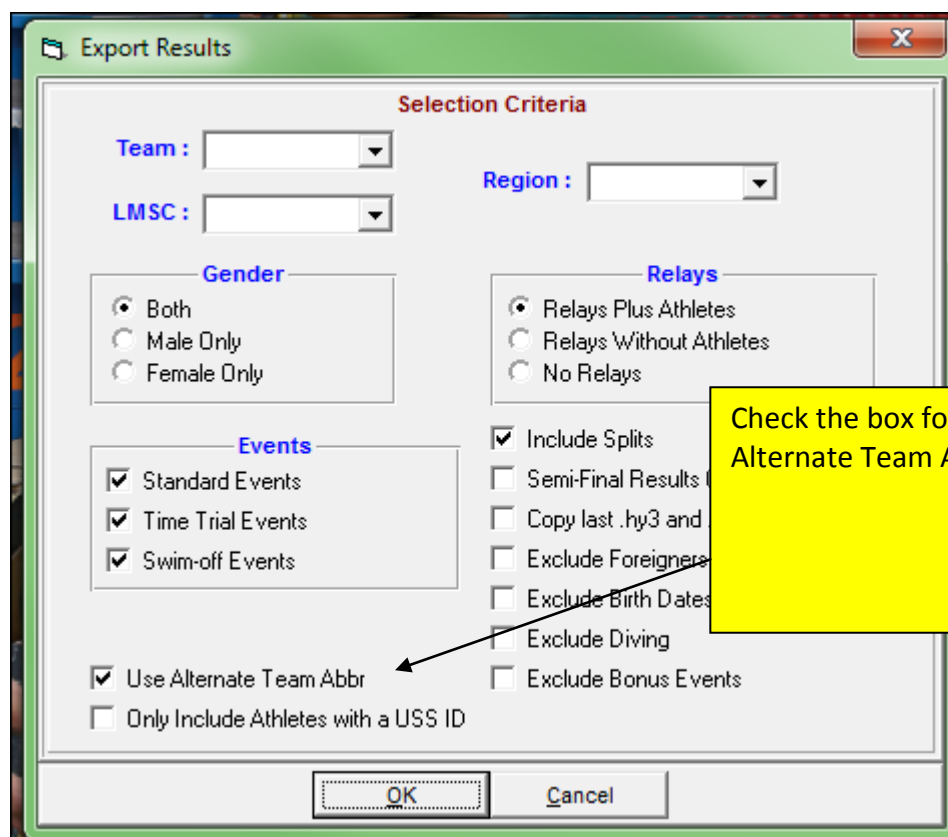 Export Results
Selection Criteria
Team :
Region :
LMSC :
Gender
Both
Male Only
Female Only
Relays
Relays Plus Athletes
Relays Without Athletes
No Relays
Events
Standard Events
Time Trial Events
Swim-off Events
Include Splits
Semi-Final Results
Copy last .hy3 and
Exclude Foreigners
Exclude Birth Dates
Exclude Diving
Exclude Bonus Events
Check the box
Alternate Team
Use Alternate Team Abbr
Only Include Athletes with a USS ID
OK
Cancel